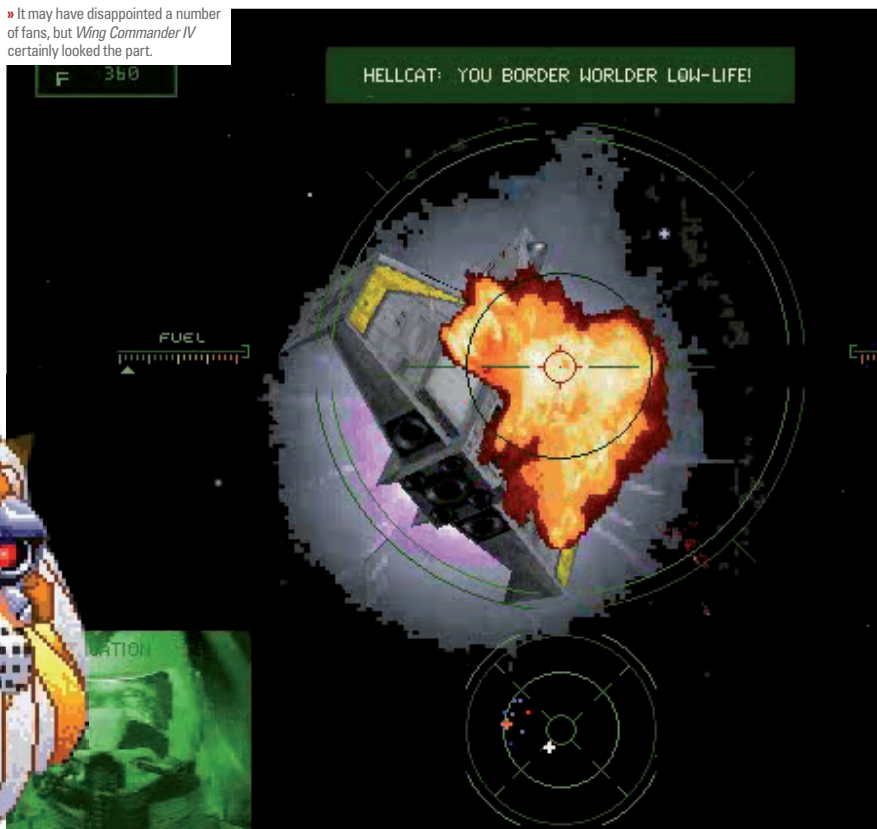 » It may have disappointed a number
of fans, but Wing Commander IV
certainly looked the part.
F 360
HELLCAT: YOU BORDER WORLDER LOW-LIFE!
FUEL